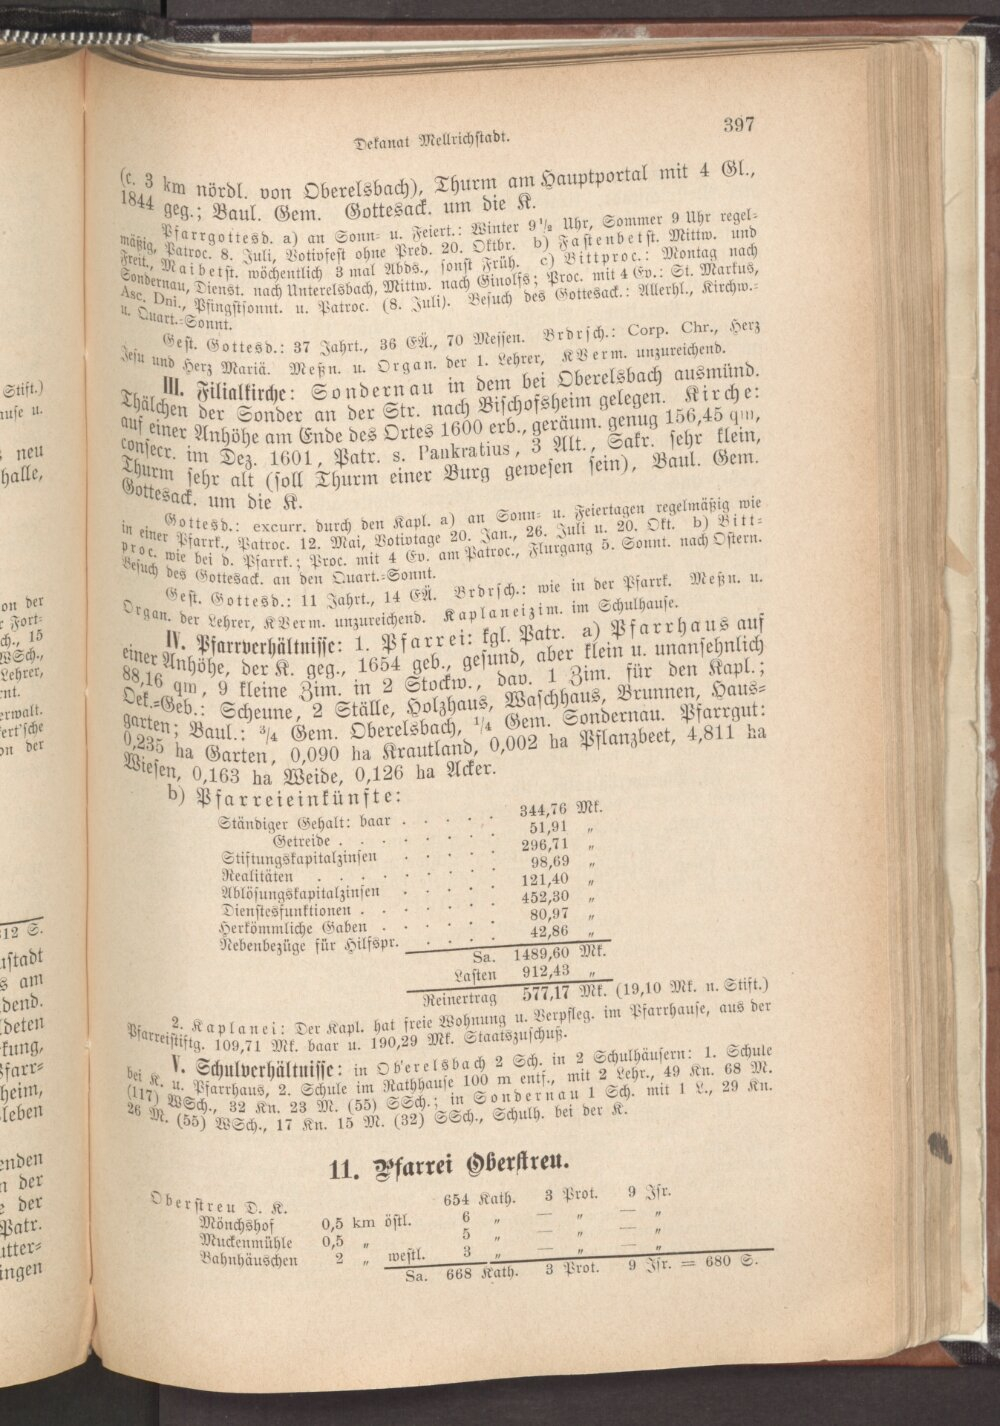 397
Dekanat Mellrichstadt.
(c. 3 km nördl. von Oberelsbach), Thurm am Hauptportal mit 4 Gl.,
1844 geg.; Baul. Gem. Gottesack. um die K.
Pfarrgottesd. a) an Sonn- u. Feiert.: Winter 9½ Uhr, Sommer 9 Uhr regel-
mäßig, Patroc. 8. Juli, Votivfest ohne Pred. 20. Oktbr. b) Fastenbetst. Mittw. und
Freit., Maibetst. wöchentlich 3 mal Abds., sonst Früh. c) Bittproc.: Montag nach
Sondernau, Dienst. nach Unterelsbach, Mittw. nach Ginolfs; Proc. mit 4 Ev.: St. Markus,
Asc. Dni., Pfingstsonnt. u. Patroc. (8. Juli). Besuch des Gottesack.: Allerhl., Kirchw.-
u. Quart.-Sonnt.
Gest. Gottesd.: 37 Jahrt., 36 EÄ., 70 Messen. Brdrsch.: Corp. Chr., Herz
Jesu und Herz Mariä. Meßn. u. Organ. der 1. Lehrer, KVerm. unzureichend.
III. Filialkirche: Sondernau in dem bei Oberelsbach ausmünd.
Thälchen der Sonder an der Str. nach Bischofsheim gelegen. Kirche:
auf einer Anhöhe am Ende des Ortes 1600 erb., geräum. genug 156,45 qm,
consecr. im Dez. 1601, Patr. s. Pankratius, 3 Alt., Sakr. sehr klein,
Thurm sehr alt (soll Thurm einer Burg gewesen sein), Baul. Gem.
Gottesack. um die K.
Gottesd.: excurr. durch den Kapl. a) an Sonn- u. Feiertagen regelmäßig wie
in einer Pfarrk., Patroc. 12. Mai, Votivtage 20. Jan., 26. Juli u. 20. Okt. b) Bitt-
proc. wie bei d. Pfarrk.; Proc. mit 4 Ev. am Patroc., Flurgang 5. Sonnt. nach Ostern.
Besuch des Gottesack. an den Quart.-Sonnt.
Gest. Gottesd.: 11 Jahrt., 14 EÄ. Brdrsch.: wie in der Pfarrk. Meßn. u.
Organ. der Lehrer, KVerm. unzureichend. Kaplaneizim. im Schulhause.
IV. Pfarrverhältnisse: 1. Pfarrei: kgl. Patr. a) Pfarrhaus auf
einer Anhöhe, der K. geg., 1654 geb., gesund, aber klein u. unansehnlich
88,16 qm, 9 kleine Zim. in 2 Stockw., dav. 1 Zim. für den Kapl.;
Oek.-Geb.: Scheune, 2 Ställe, Holzhaus, Waschhaus, Brunnen, Haus-
garten; Baul.: ¾ Gem. Oberelsbach, ¼ Gem. Sondernau. Pfarrgut:
0,235 ha Garten, 0,090 ha Krautland, 0,002 ha Pflanzbeet, 4,811 ha
Wiesen, 0,163 ha Weide, 0,126 ha Äcker.
b) Pfarreieinkünfte:
Ständiger Gehalt: baar . . . . . 344,76 Mk.
Getreide . . . . . . 51,91 „
Stiftungskapitalzinsen . . . . . 296,71 „
Realitäten . . . . . . . 98,69 „
Ablösungskapitalzinsen . . . . . 121,40 „
Dienstesfunktionen . . . . . . 452,30 „
Herkömmliche Gaben . . . . . 80,97 „
Nebenbezüge für Hilfspr. . . . . 42,86 „
Sa. 1489,60 Mk.
Lasten 912,43 „
Reinertrag 577,17 Mk. (19,10 Mk. n. Stift.)
2. Kaplanei: Der Kapl. hat freie Wohnung u. Verpfleg. im Pfarrhause, aus der
Pfarreistiftg. 109,71 Mk. baar u. 190,29 Mk. Staatszuschuß.
V. Schulverhältnisse: in Oberelsbach 2 Sch. in 2 Schulhäusern: 1. Schule
bei K. u. Pfarrhaus, 2. Schule im Rathhause 100 m entf., mit 2 Lehr., 49 Kn. 68 M.
(117) WSch., 32 Kn. 23 M. (55) SSch.; in Sondernau 1 Sch. mit 1 L., 29 Kn.
26 M. (55) WSch., 17 Kn. 15 M. (32) SSch., Schulh. bei der K.
11. Pfarrei Oberstreu.
Oberstreu D. K. 654 Kath. 3 Prot. 9 Isr.
Mönchshof 0,5 km östl. 6 „ — „ — „
Muckenmühle 0,5 „ 5 „ — „ — „
Bahnhäuschen 2 „ westl. 3 „ — „ — „
Sa. 668 Kath. 3 Prot. 9 Isr. = 680 S.